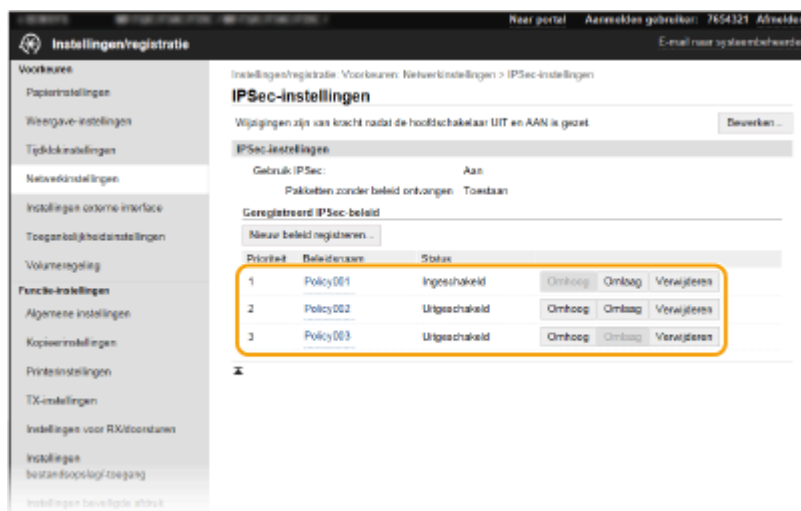 Naar portal Aanmelden gebruiker: 7654321 Afmelden
Instellingen/registratie
E-mail naar systeembeheerde
Voorkeuren
Papierinstellingen
Weergave-instellingen
Tijdklokinstellingen
Netwerkinstellingen
Instellingen externe interface
Toegankelijkheidsinstellingen
Volumeregeling
Functie-instellingen
Algemene instellingen
Kopieerinstellingen
Printerinstellingen
TX-instellingen
Instellingen voor RX/doorsturen
Instellingen
bestandsopslag/-toegang
Instellingen beveiligde afdruk
Instellingen/registratie: Voorkeuren: Netwerkinstellingen > IPSec-instellingen
IPSec-instellingen
Wijzigingen zijn van kracht nadat de hoofdschakelaar UIT en AAN is gezet.
Bewerken...
IPSec-instellingen
Gebruik IPSec: Aan
Pakketten zonder beleid ontvangen Toestaan
Geregistreerd IPSec-beleid
Nieuw beleid registreren...
Prioriteit Beleidsnaam Status
1 Policy001 Ingeschakeld Omhoog Omlaag Verwijderen
2 Policy002 Uitgeschakeld Omhoog Omlaag Verwijderen
3 Policy003 Uitgeschakeld Omhoog Omlaag Verwijderen